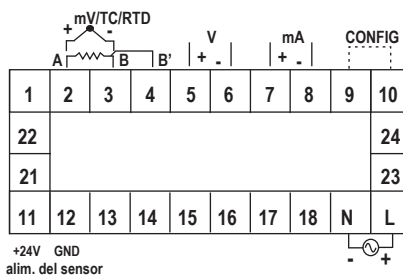 mV/TC/RTD
+ -
V
mA
CONFIG
A B B'
+ -
+ -
1 2 3 4 5 6 7 8 9 10
22 24
21 23
11 12 13 14 15 16 17 18 N L
+24V GND
- +
alim. del sensor